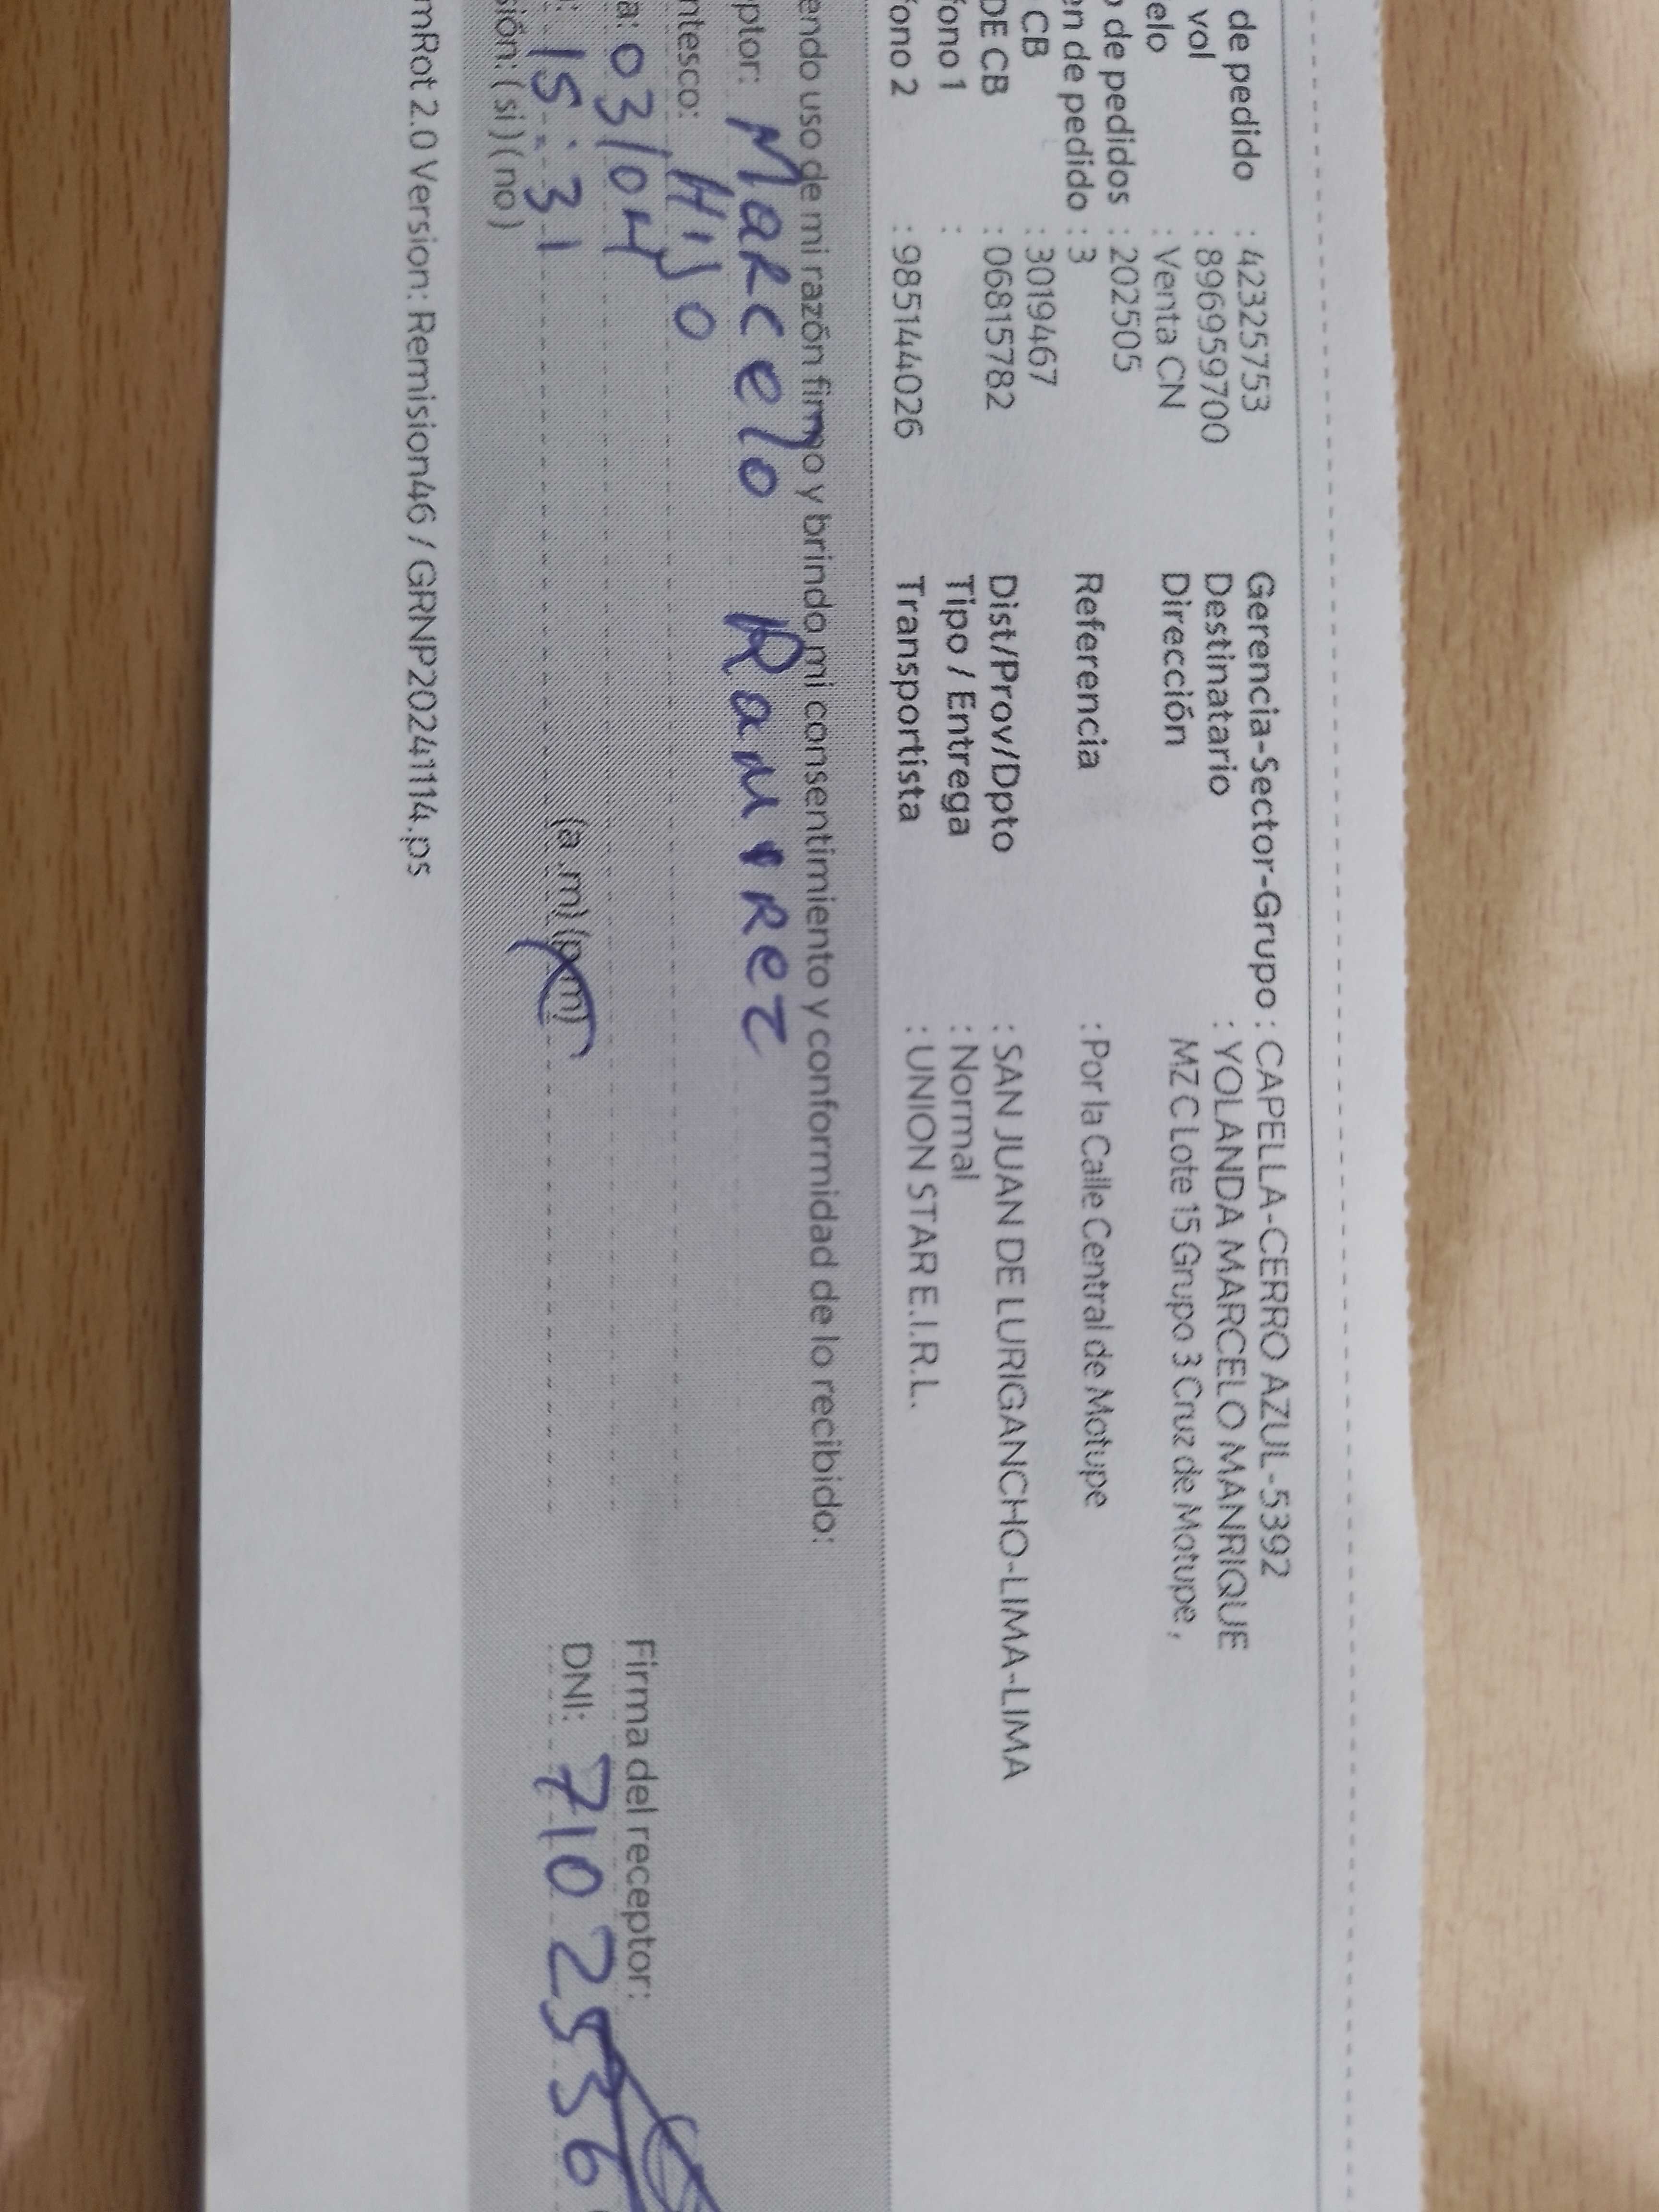 de pedido : 42325753 Gerencia-Sector-Grupo : CAPELLA-CERRO AZUL-5392
vol : 8969597​00 Destinatario : YOLANDA MARCELO MANRIQUE
elo : Venta CN Dirección MZ C Lote 15 Grupo 3 Cruz de Motupe ,
o de pedidos : 202505
en de pedido : 3 Referencia : Por la Calle Central de Motupe
CB : 3019467
DE CB : 06815782 Dist/Prov/Dpto : SAN JUAN DE LURIGANCHO-LIMA-LIMA
fono 1 : Tipo / Entrega : Normal
fono 2 : 985144026 Transportista : UNION STAR E.I.R.L.
endo uso de mi razón firmo y brindo mi consentimiento y conformidad de lo recibido:
eptor: Marcelo Ramirez
ntesco: Hijo
a: 03/04 Firma del receptor:
: 15:31 (a.m) (p.m) DNI: 7102556
sión: ( si ) ( no )
mRot 2.0 Version: Remision46 / GRNP20241114.ps